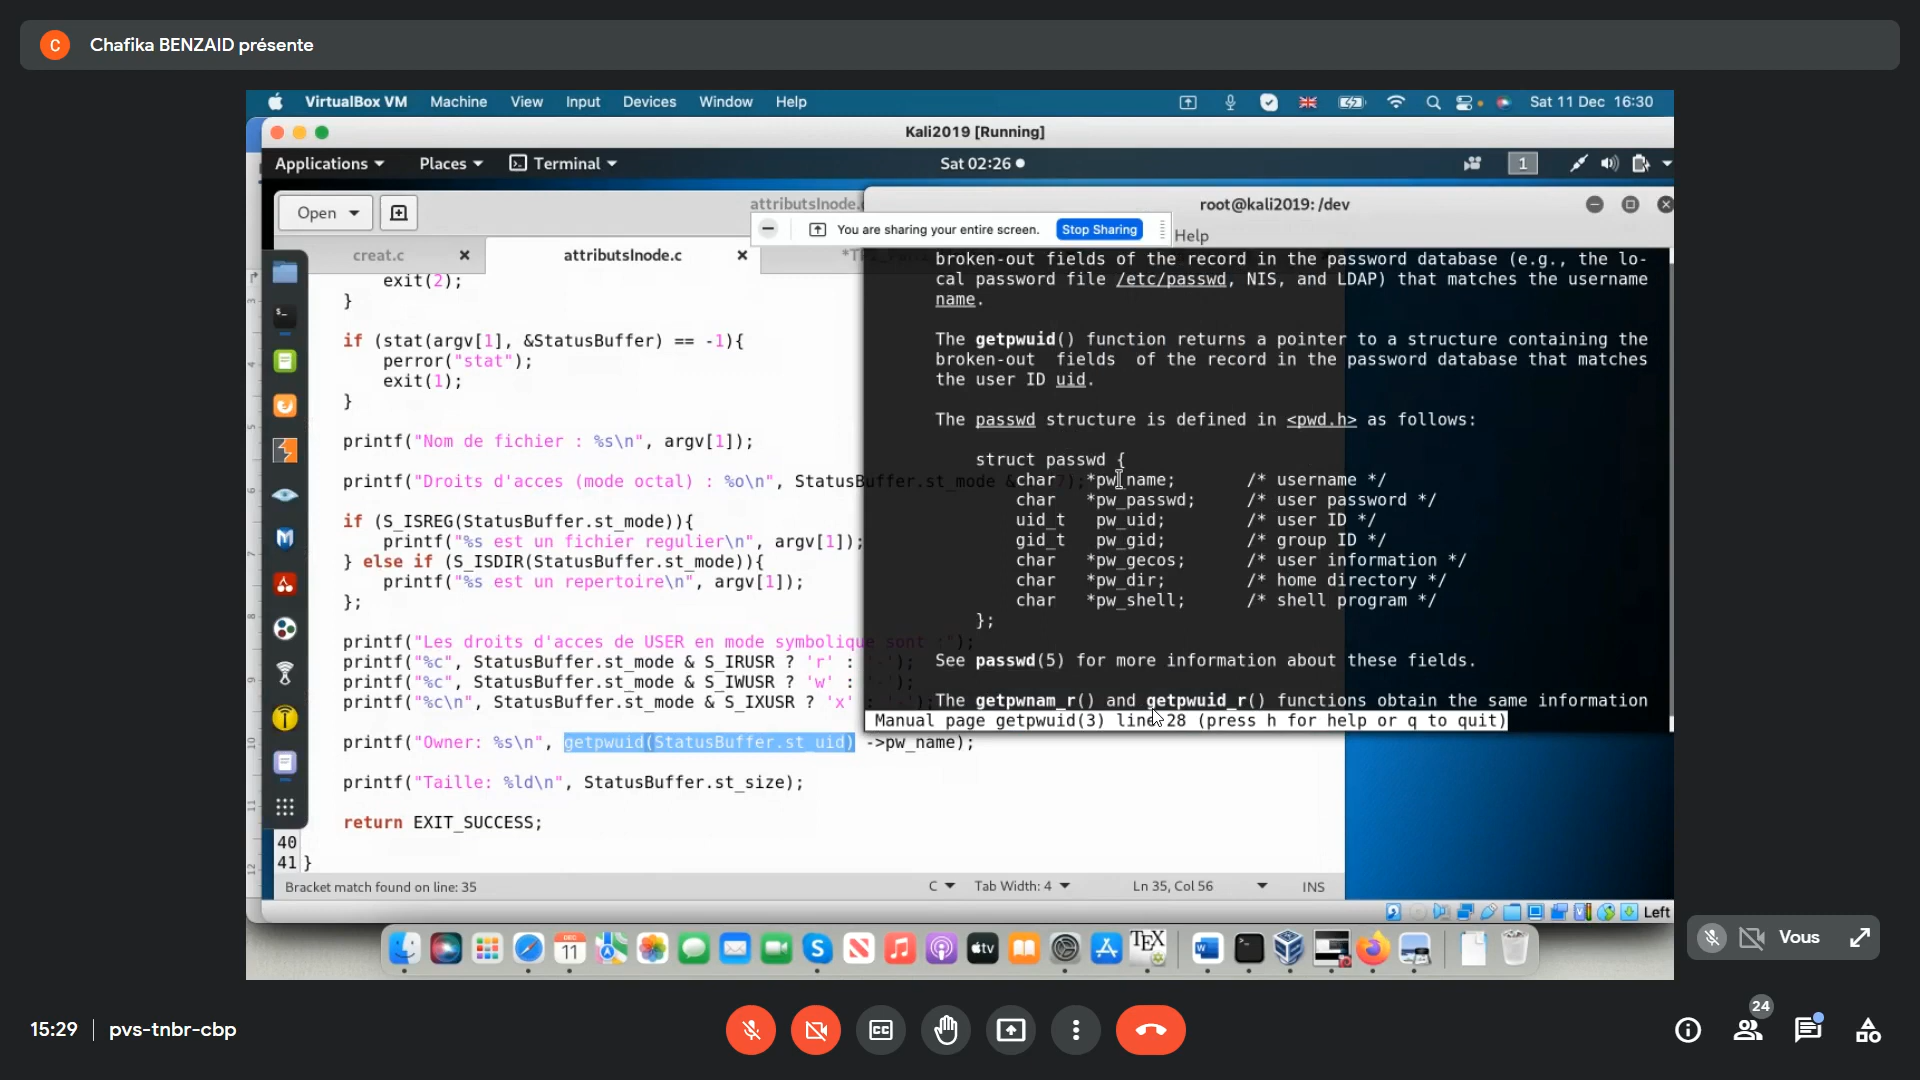 C Chafika BENZAID présente
VirtualBox VM Machine View Input Devices Window Help
Sat 11 Dec 16:30
Kali2019 [Running]
Applications Places Terminal Sat 02:26 1
Open attributsInode.
root@kali2019: /dev
You are sharing your entire screen. Stop Sharing
Help
creat.c attributsInode.c
exit(2);
}
if (stat(argv[1], &StatusBuffer) == -1){
perror("stat");
exit(1);
}
printf("Nom de fichier : %s\n", argv[1]);
printf("Droits d'acces (mode octal) : %o\n", StatusBuffer.st_mode &
if (S_ISREG(StatusBuffer.st_mode)){
printf("%s est un fichier regulier\n", argv[1]);
} else if (S_ISDIR(StatusBuffer.st_mode)){
printf("%s est un repertoire\n", argv[1]);
};
printf("Les droits d'acces de USER en mode symbolique sont :");
printf("%c", StatusBuffer.st_mode & S_IRUSR ? 'r' : '-');
printf("%c", StatusBuffer.st_mode & S_IWUSR ? 'w' : '-');
printf("%c\n", StatusBuffer.st_mode & S_IXUSR ? 'x' : '-');
printf("Owner: %s\n", getpwuid(StatusBuffer.st_uid) ->pw_name);
printf("Taille: %ld\n", StatusBuffer.st_size);
return EXIT_SUCCESS;
40
41 }
Bracket match found on line: 35 C Tab Width: 4 Ln 35, Col 56 INS
broken-out fields of the record in the password database (e.g., the lo-
cal password file /etc/passwd, NIS, and LDAP) that matches the username
name.
The getpwuid() function returns a pointer to a structure containing the
broken-out fields of the record in the password database that matches
the user ID uid.
The passwd structure is defined in <pwd.h> as follows:
struct passwd {
char *pw_name; /* username */
char *pw_passwd; /* user password */
uid_t pw_uid; /* user ID */
gid_t pw_gid; /* group ID */
char *pw_gecos; /* user information */
char *pw_dir; /* home directory */
char *pw_shell; /* shell program */
};
See passwd(5) for more information about these fields.
The getpwnam_r() and getpwuid_r() functions obtain the same information
Manual page getpwuid(3) line 28 (press h for help or q to quit)
Left
DEC
11
tv
TEX
Vous
15:29 pvs-tnbr-cbp
24